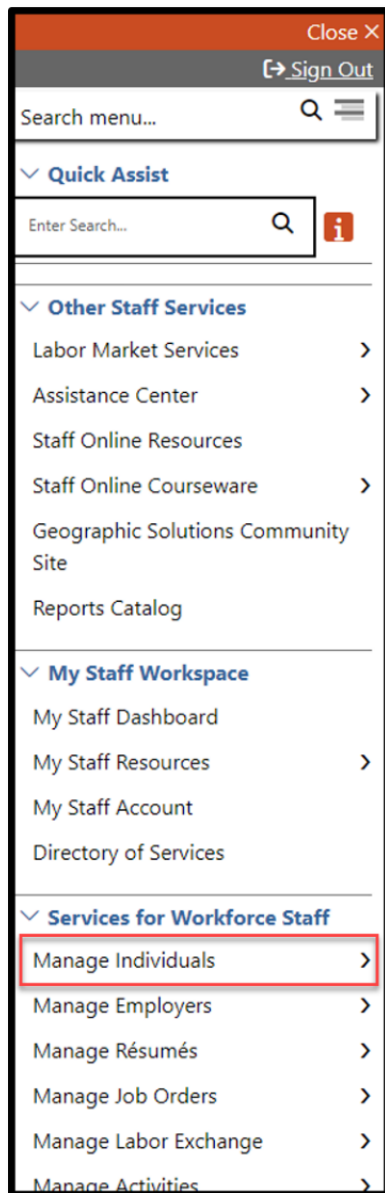 Close ×
Sign Out
Search menu...
Quick Assist
Enter Search...
i
Other Staff Services
Labor Market Services
Assistance Center
Staff Online Resources
Staff Online Courseware
Geographic Solutions Community
Site
Reports Catalog
My Staff Workspace
My Staff Dashboard
My Staff Resources
My Staff Account
Directory of Services
Services for Workforce Staff
Manage Individuals
Manage Employers
Manage Résumés
Manage Job Orders
Manage Labor Exchange
Manage Activities